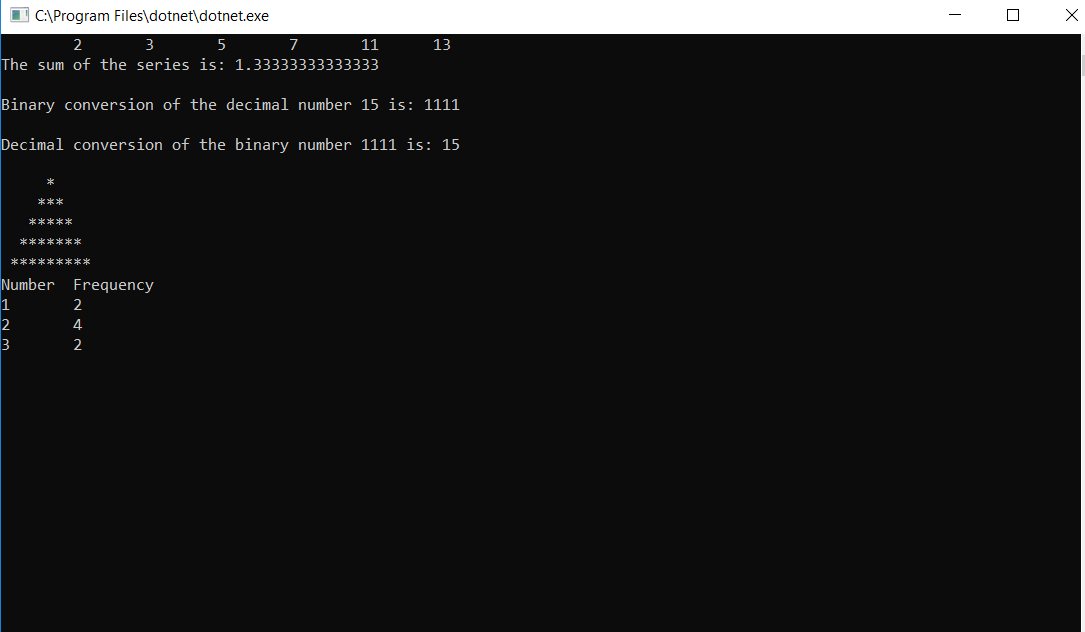 C:\Program Files\dotnet\dotnet.exe
        2       3       5       7       11      13
The sum of the series is: 1.33333333333333
Binary conversion of the decimal number 15 is: 1111
Decimal conversion of the binary number 1111 is: 15
     *
    ***
   *****
  *******
 *********
Number  Frequency
1       2
2       4
3       2